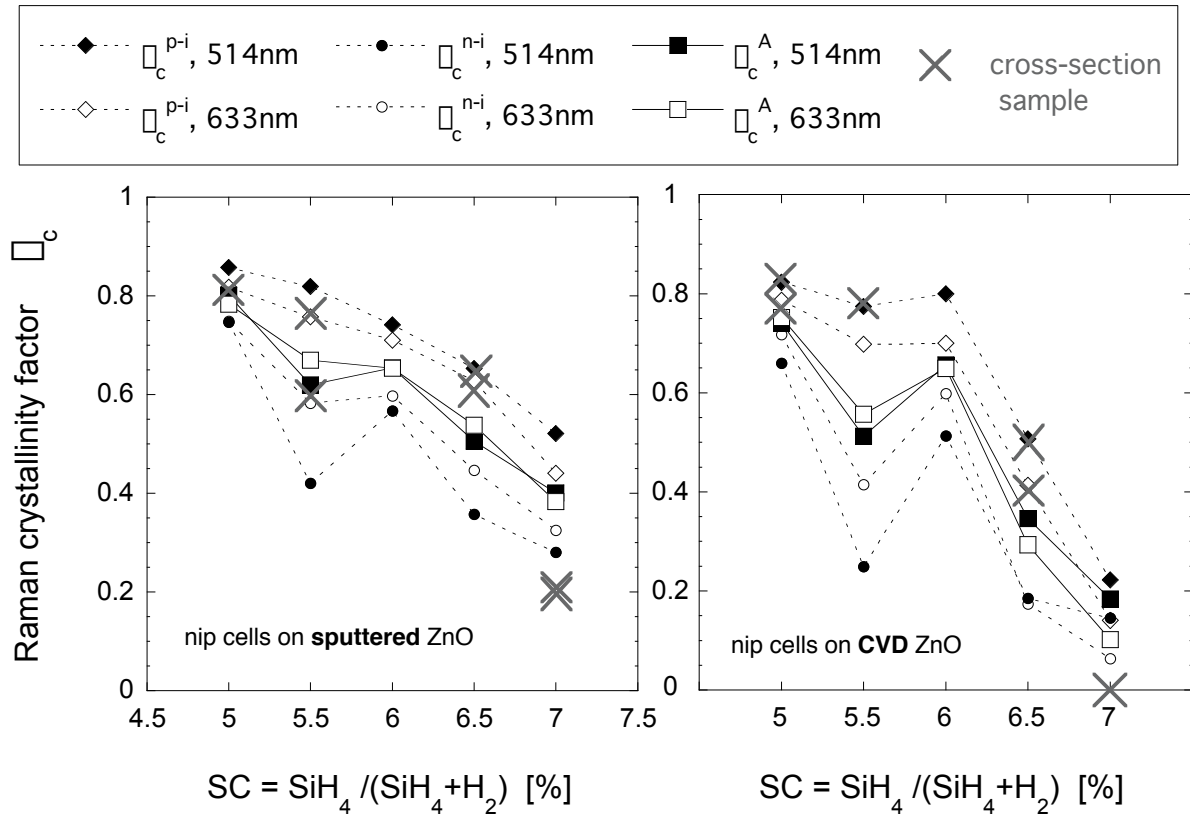 ▯c p-i, 514nm
▯c n-i, 514nm
▯c A, 514nm
cross-section
sample
▯c p-i, 633nm
▯c n-i, 633nm
▯c A, 633nm
Raman crystallinity factor ▯c
1
0.8
0.6
0.4
0.2
0
nip cells on sputtered ZnO
4.5 5 5.5 6 6.5 7 7.5
SC = SiH4 /(SiH4+H2) [%]
1
0.8
0.6
0.4
0.2
0
nip cells on CVD ZnO
5 5.5 6 6.5 7
SC = SiH4 /(SiH4+H2) [%]